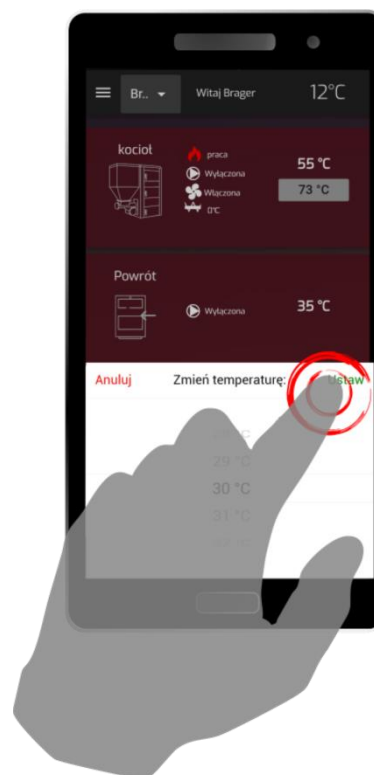 Br..
Witaj Brager
12°C
kocioł
praca
Wyłączona
Włączona
0°C
55 °C
73 °C
Powrót
Wyłączona
35 °C
Anuluj
Zmień temperaturę:
Ustaw
29 °C
30 °C
31 °C